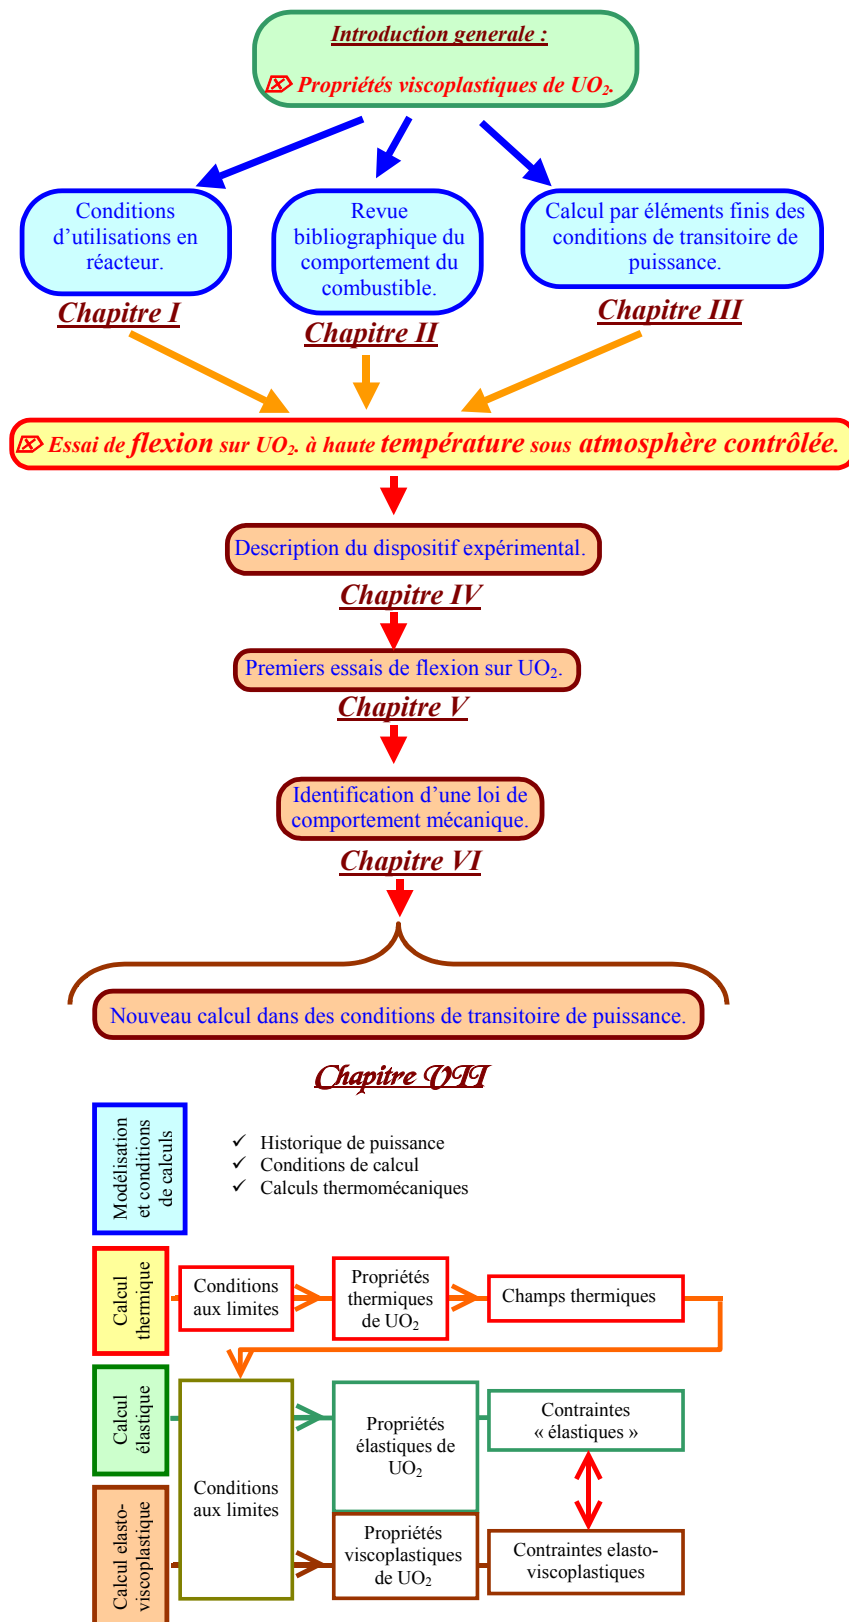 Introduction generale :
⌦ Propriétés viscoplastiques de UO₂.
Conditions
d’utilisations en
réacteur.
Chapitre I
Revue
bibliographique du
comportement du
combustible.
Chapitre II
Calcul par éléments finis des
conditions de transitoire de
puissance.
Chapitre III
⌦ Essai de flexion sur UO₂. à haute température sous atmosphère contrôlée.
Description du dispositif expérimental.
Chapitre IV
Premiers essais de flexion sur UO₂.
Chapitre V
Identification d’une loi de
comportement mécanique.
Chapitre VI
Nouveau calcul dans des conditions de transitoire de puissance.
Chapitre VII
Modélisation
et conditions
de calculs
✓ Historique de puissance
✓ Conditions de calcul
✓ Calculs thermomécaniques
Calcul
thermique
Conditions
aux limites
Propriétés
thermiques
de UO₂
Champs thermiques
Calcul
élastique
Conditions
aux limites
Propriétés
élastiques de
UO₂
Contraintes
« élastiques »
Calcul elasto-
viscoplastique
Propriétés
viscoplastiques
de UO₂
Contraintes elasto-
viscoplastiques